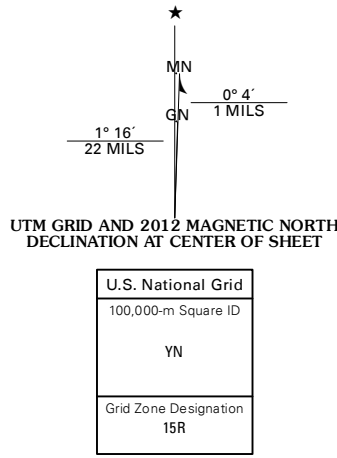 ★
MN
0° 4´
1 MILS
GN
1° 16´
22 MILS
UTM GRID AND 2012 MAGNETIC NORTH
DECLINATION AT CENTER OF SHEET
U.S. National Grid
100,000-m Square ID
YN
Grid Zone Designation
15R